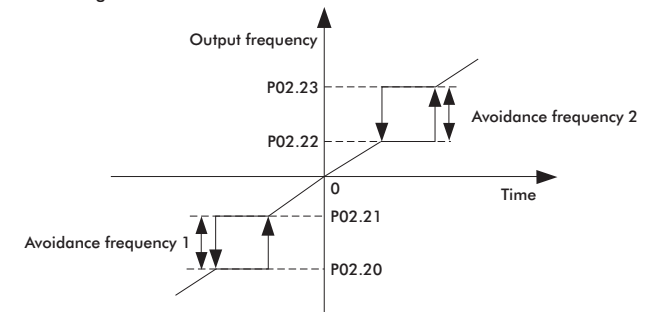 Output frequency
P02.23
Avoidance frequency 2
P02.22
0
Time
P02.21
Avoidance frequency 1
P02.20